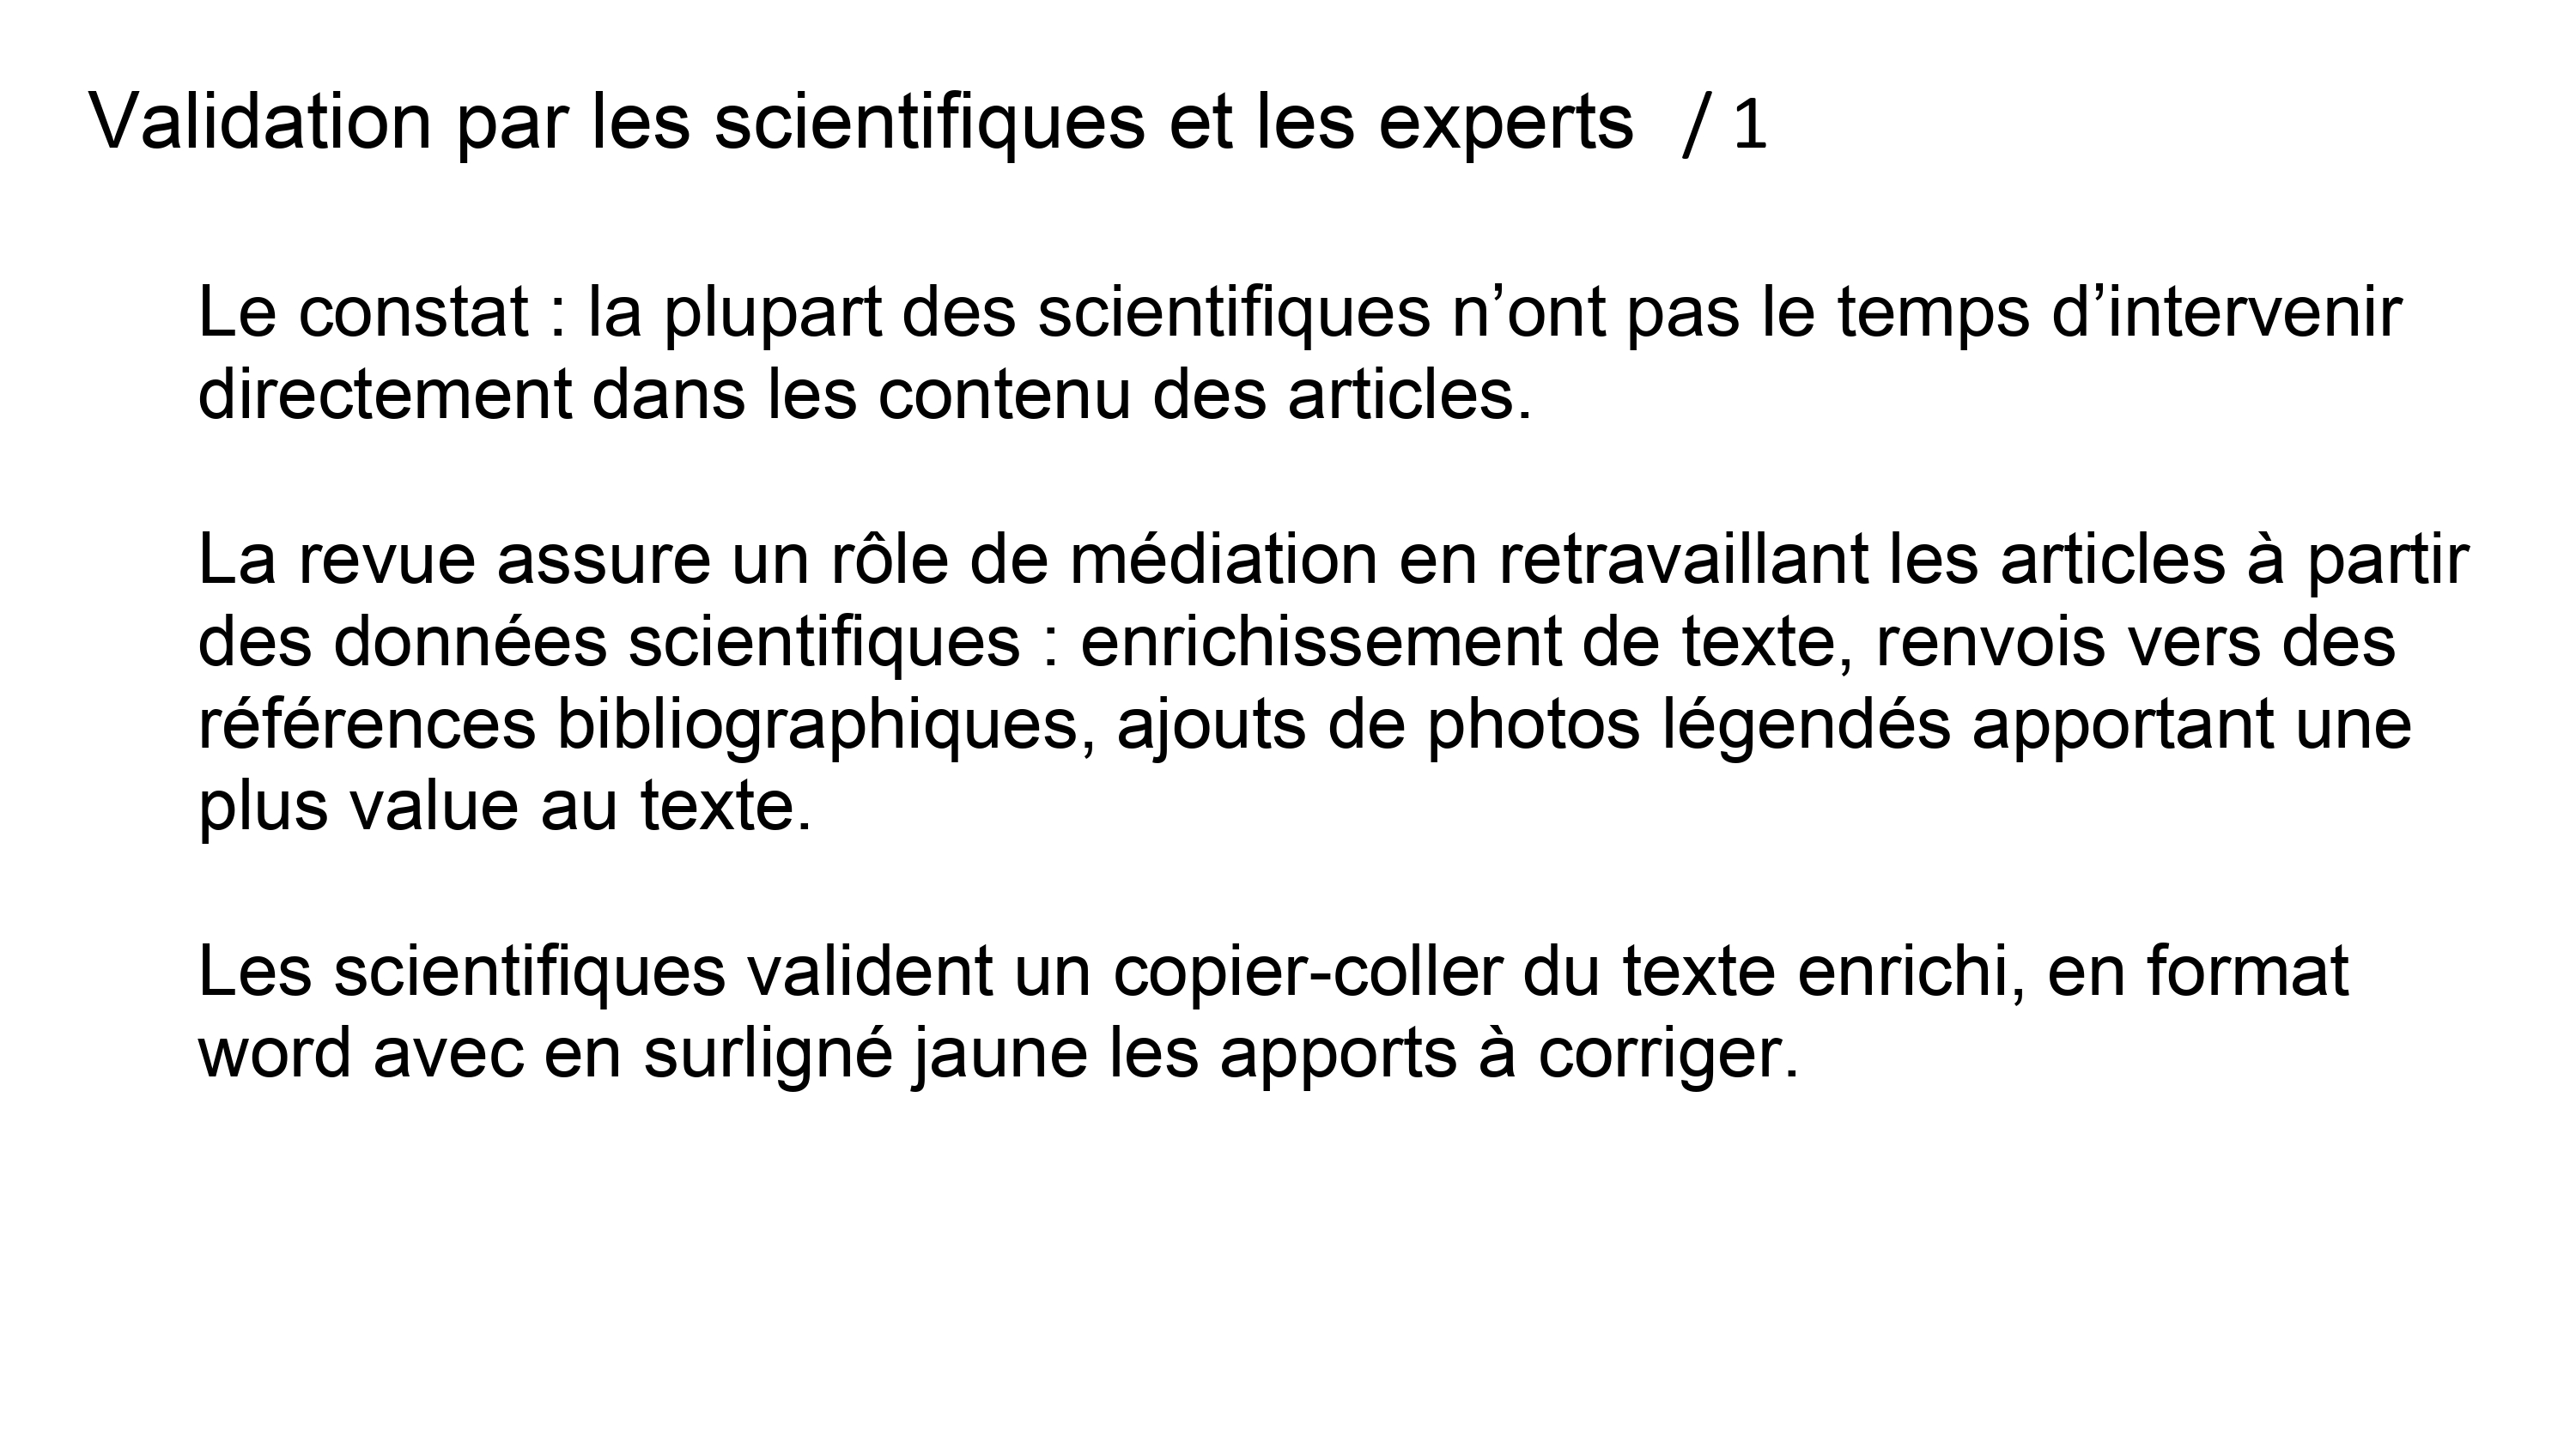 Validation par les scientifiques et les experts / 1
Le constat : la plupart des scientifiques n’ont pas le temps d’intervenir
directement dans les contenu des articles.
La revue assure un rôle de médiation en retravaillant les articles à partir
des données scientifiques : enrichissement de texte, renvois vers des
références bibliographiques, ajouts de photos légendés apportant une
plus value au texte.
Les scientifiques valident un copier-coller du texte enrichi, en format
word avec en surligné jaune les apports à corriger.